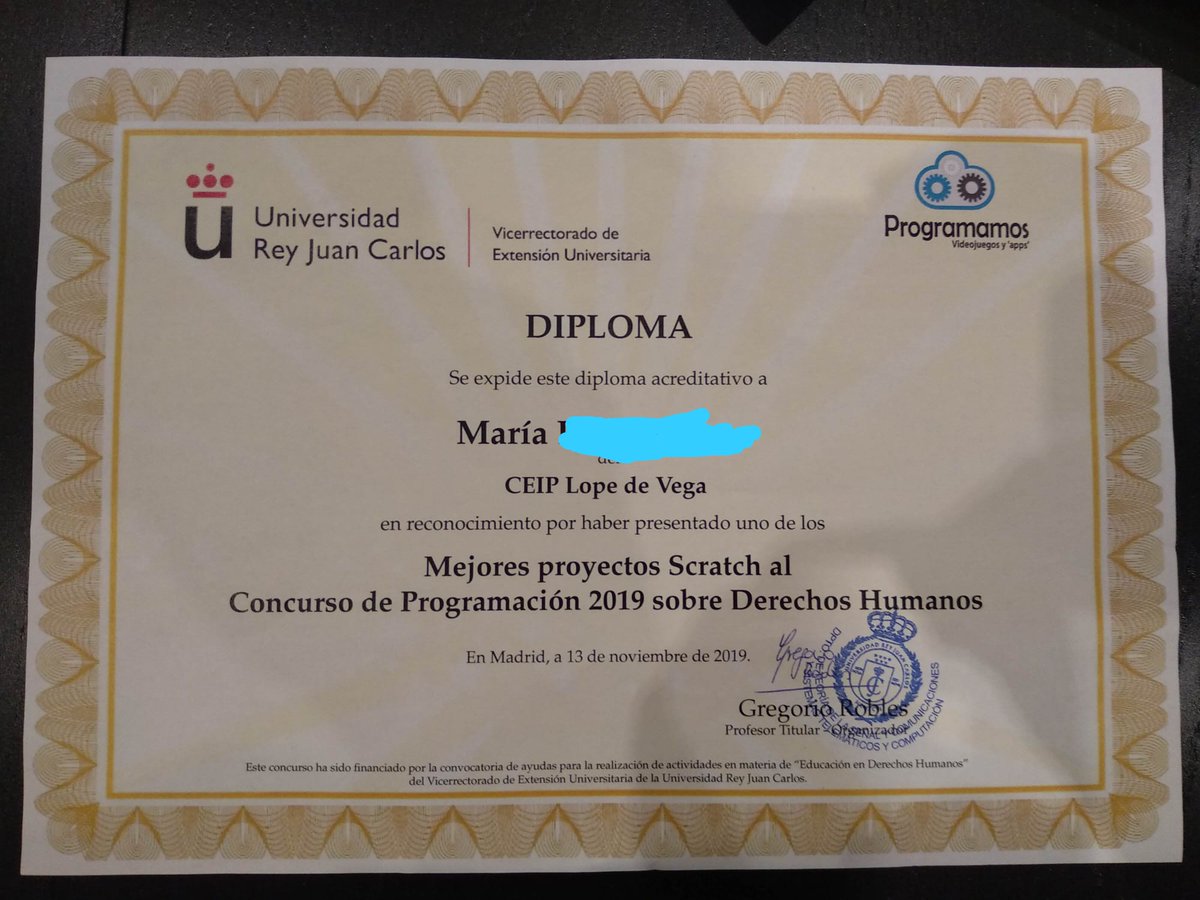 Universidad
Rey Juan Carlos
Vicerrectorado de
Extensión Universitaria
Programamos
Videojuegos y 'apps'
DIPLOMA
Se expide este diploma acreditativo a
María
CEIP Lope de Vega
en reconocimiento por haber presentado uno de los
Mejores proyectos Scratch al
Concurso de Programación 2019 sobre Derechos Humanos
En Madrid, a 13 de noviembre de 2019.
UNIVERSIDAD REY JUAN CARLOS
Gregorio Robles
Profesor Titular - Organizador
Este concurso ha sido financiado por la convocatoria de ayudas para la realización de actividades en materia de "Educación en Derechos Humanos"
del Vicerrectorado de Extensión Universitaria de la Universidad Rey Juan Carlos.